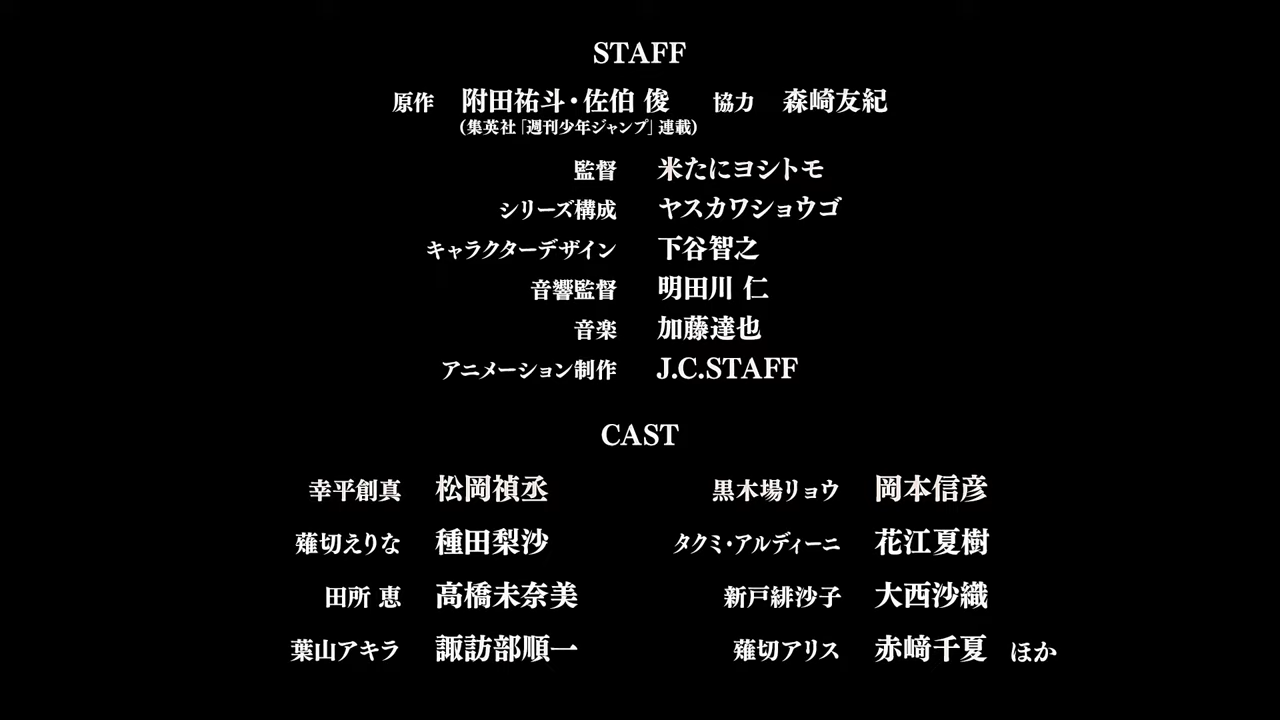 STAFF
原作 附田祐斗・佐伯 俊 協力 森崎友紀
(集英社「週刊少年ジャンプ」連載)
監督 米たにヨシトモ
シリーズ構成 ヤスカワショウゴ
キャラクターデザイン 下谷智之
音響監督 明田川 仁
音楽 加藤達也
アニメーション制作 J.C.STAFF
CAST
幸平創真 松岡禎丞 黒木場リョウ 岡本信彦
薙切えりな 種田梨沙 タクミ・アルディーニ 花江夏樹
田所 恵 高橋未奈美 新戸緋沙子 大西沙織
葉山アキラ 諏訪部順一 薙切アリス 赤﨑千夏 ほか